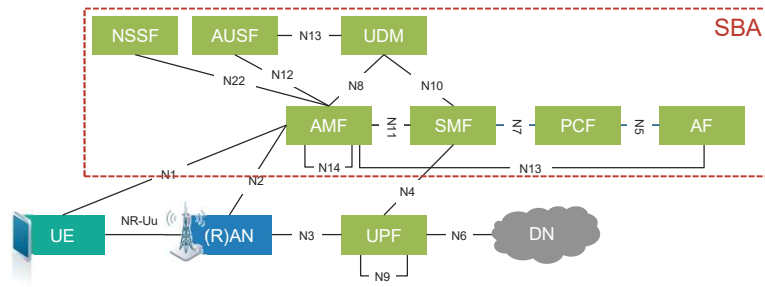 SBA
NSSF
AUSF
N13
UDM
N22
N12
N8
N10
AMF
N11
SMF
N7
PCF
N5
AF
N14
N13
N1
N2
N4
UE
NR-Uu
(R)AN
N3
UPF
N6
DN
N9